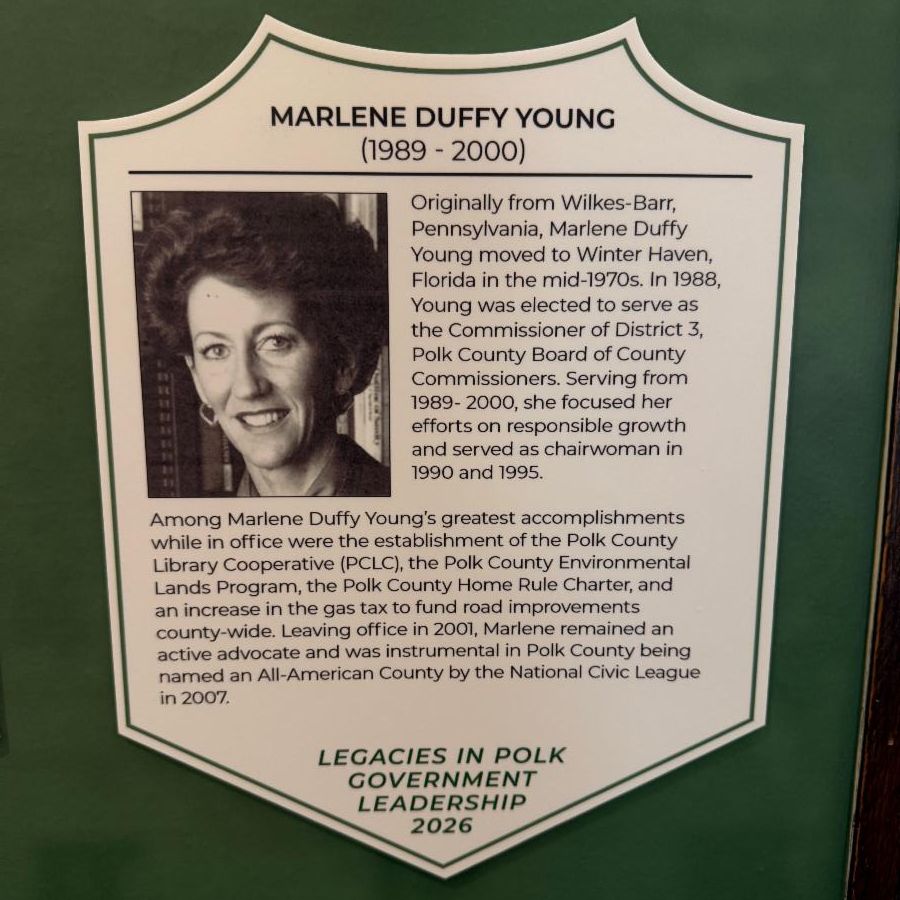 MARLENE DUFFY YOUNG
(1989 - 2000)
Originally from Wilkes-Barr,
Pennsylvania, Marlene Duffy
Young moved to Winter Haven,
Florida in the mid-1970s. In 1988,
Young was elected to serve as
the Commissioner of District 3,
Polk County Board of County
Commissioners. Serving from
1989- 2000, she focused her
efforts on responsible growth
and served as chairwoman in
1990 and 1995.
Among Marlene Duffy Young's greatest accomplishments
while in office were the establishment of the Polk County
Library Cooperative (PCLC), the Polk County Environmental
Lands Program, the Polk County Home Rule Charter, and
an increase in the gas tax to fund road improvements
county-wide. Leaving office in 2001, Marlene remained an
active advocate and was instrumental in Polk County being
named an All-American County by the National Civic League
in 2007.
LEGACIES IN POLK
GOVERNMENT
LEADERSHIP
2026